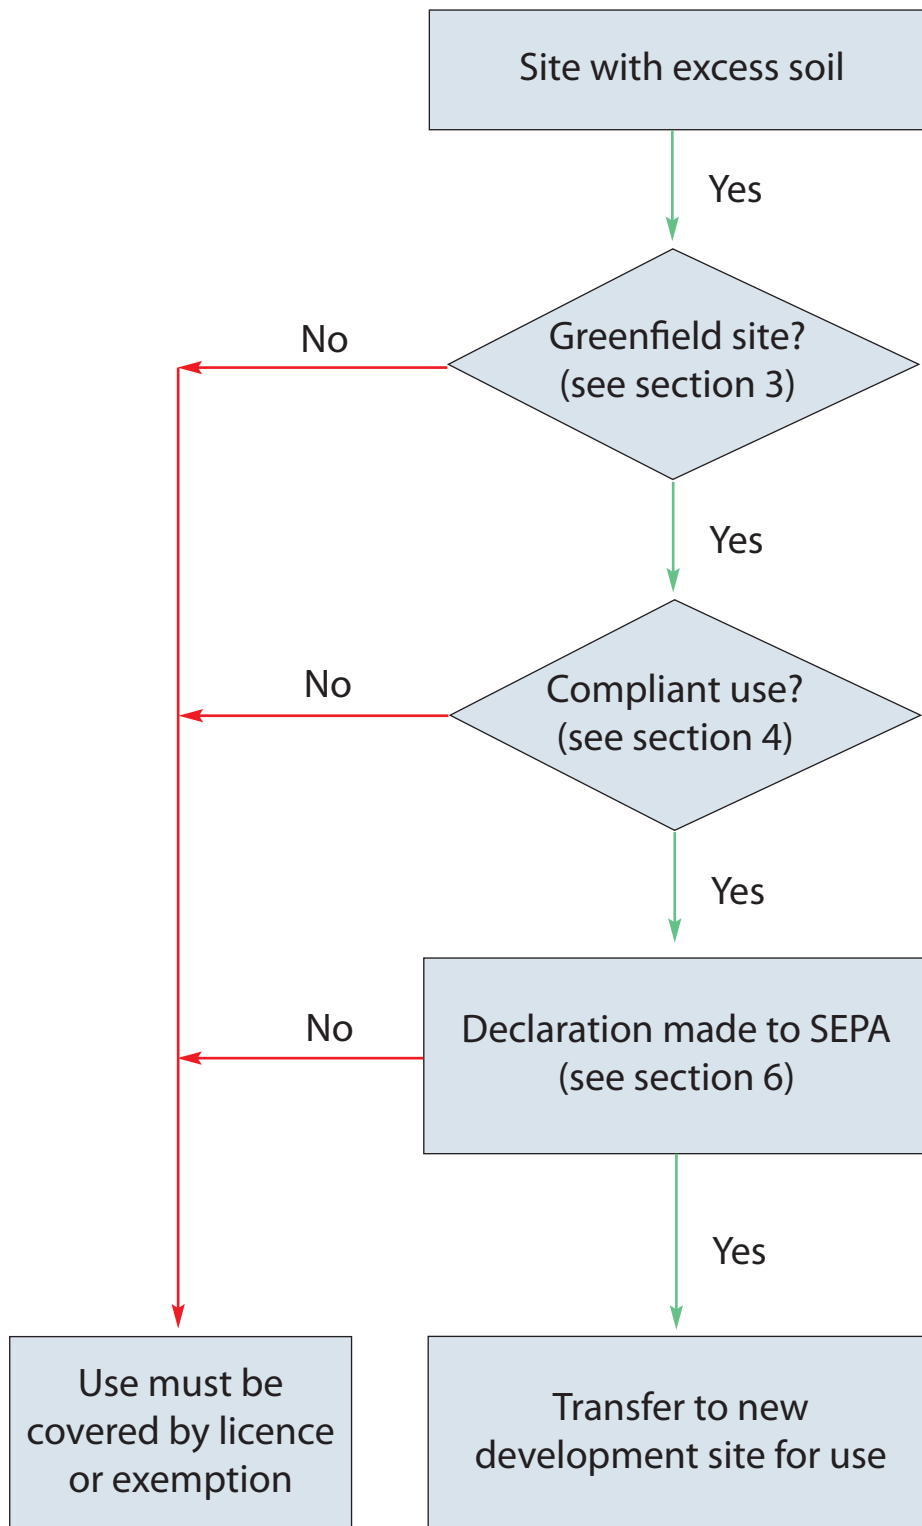 Site with excess soil
Yes
No
Greenfield site?
(see section 3)
Yes
No
Compliant use?
(see section 4)
Yes
No
Declaration made to SEPA
(see section 6)
Yes
Use must be
covered by licence
or exemption
Transfer to new
development site for use